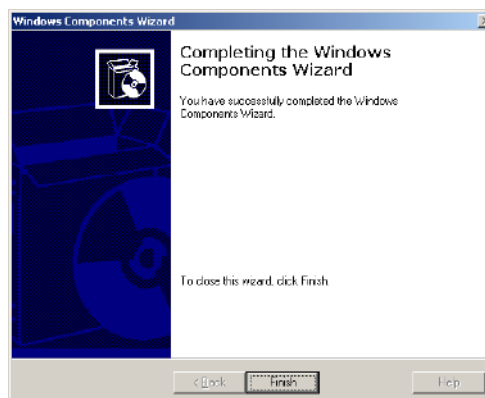 Windows Components Wizard
Completing the Windows
Components Wizard
You have successfully completed the Windows
Components Wizard.
To close this wizard, click Finish.
< Back
Finish
Help